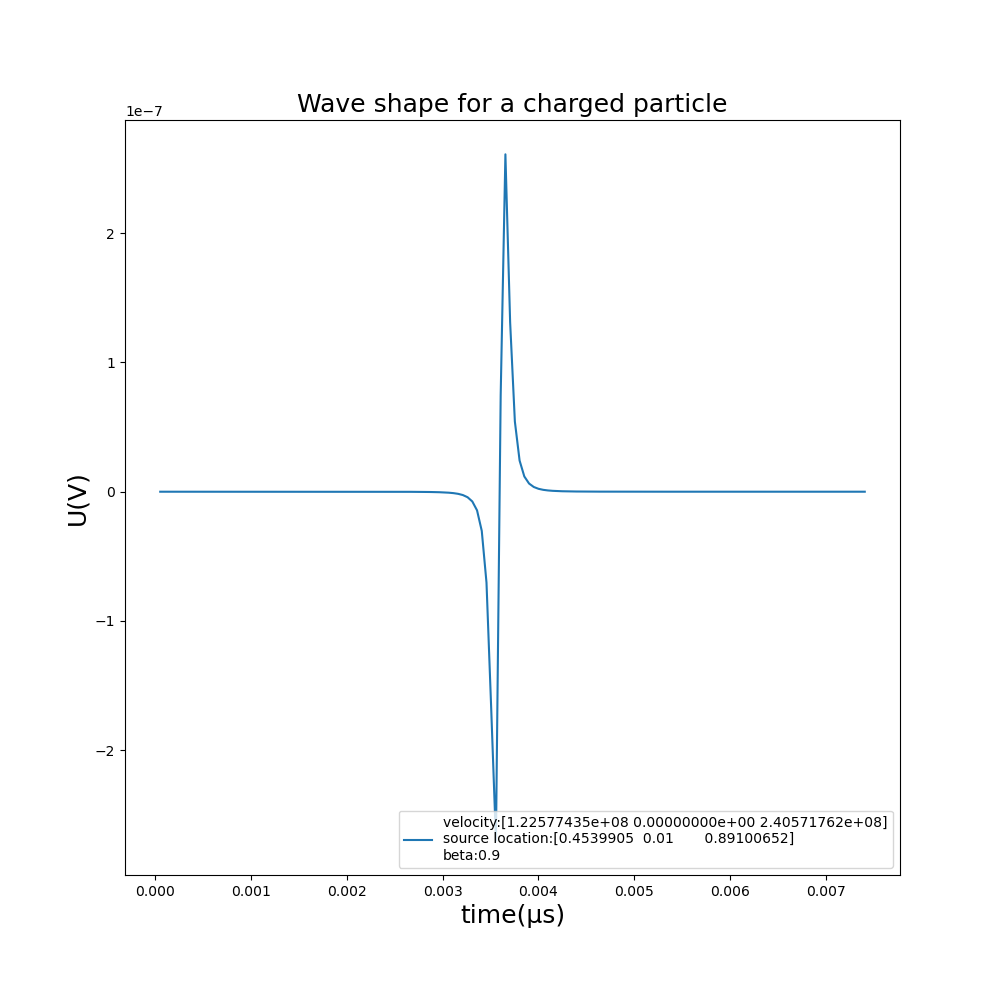 Wave shape for a charged particle
1e−7
2
1
0
−1
−2
U(V)
velocity:[1.22577435e+08 0.00000000e+00 2.40571762e+08]
source location:[0.4539905  0.01       0.89100652]
beta:0.9
0.000 0.001 0.002 0.003 0.004 0.005 0.006 0.007
time(μs)